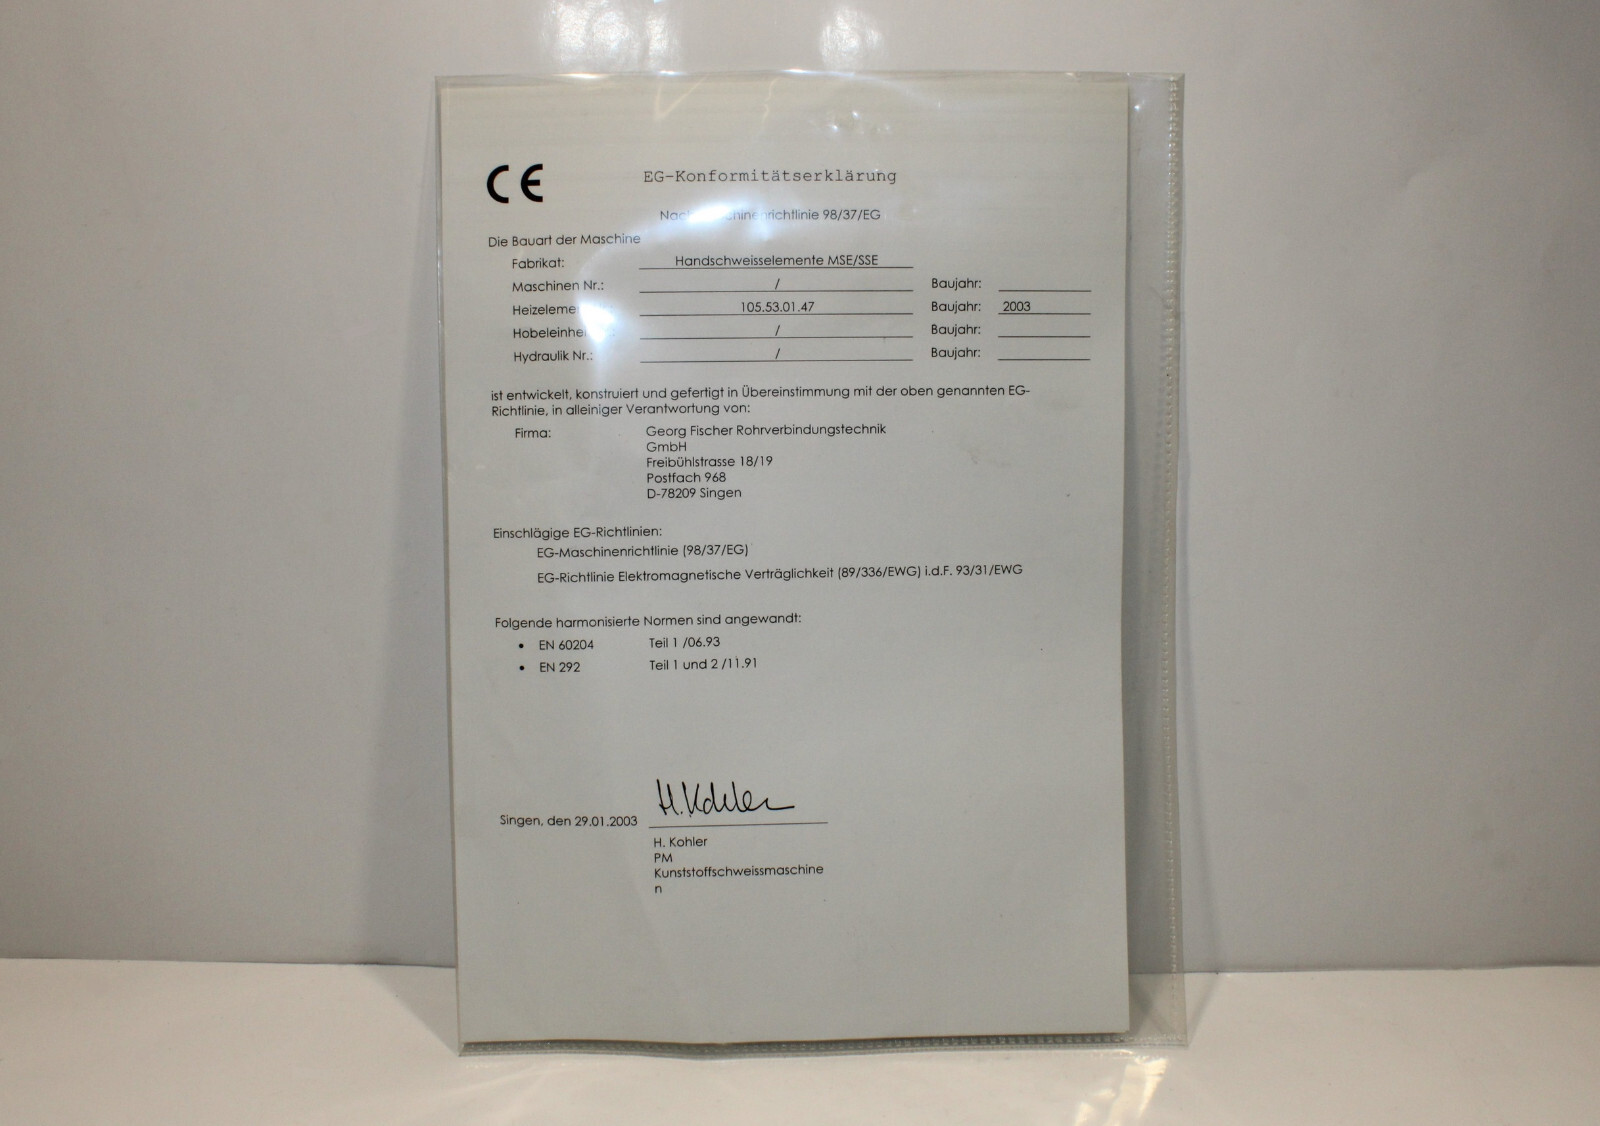 CE
EG-Konformitätserklärung
richtlinie 98/37/EG
Die Bauart der Maschine
Fabrikat: Handschweisselemente MSE/SSE
Maschinen Nr.: / Baujahr:
105.53.01.47 Baujahr: 2003
/ Baujahr:
Hydraulik Nr.: / Baujahr:
ist entwickelt, konstruiert und gefertigt in Übereinstimmung mit der oben genannten EG-
Richtlinie, in alleiniger Verantwortung von:
Firma: Georg Fischer Rohrverbindungstechnik
GmbH
Freibühlstrasse 18/19
Postfach 968
D-78209 Singen
Einschlägige EG-Richtlinien:
EG-Maschinenrichtlinie (98/37/EG)
EG-Richtlinie Elektromagnetische Verträglichkeit (89/336/EWG) i.d.F. 93/31/EWG
Folgende harmonisierte Normen sind angewandt:
• EN 60204 Teil 1 /06.93
• EN 292 Teil 1 und 2 /11.91
H. Kohler
Singen, den 29.01.2003
H. Kohler
PM
Kunststoffschweissmaschine
n